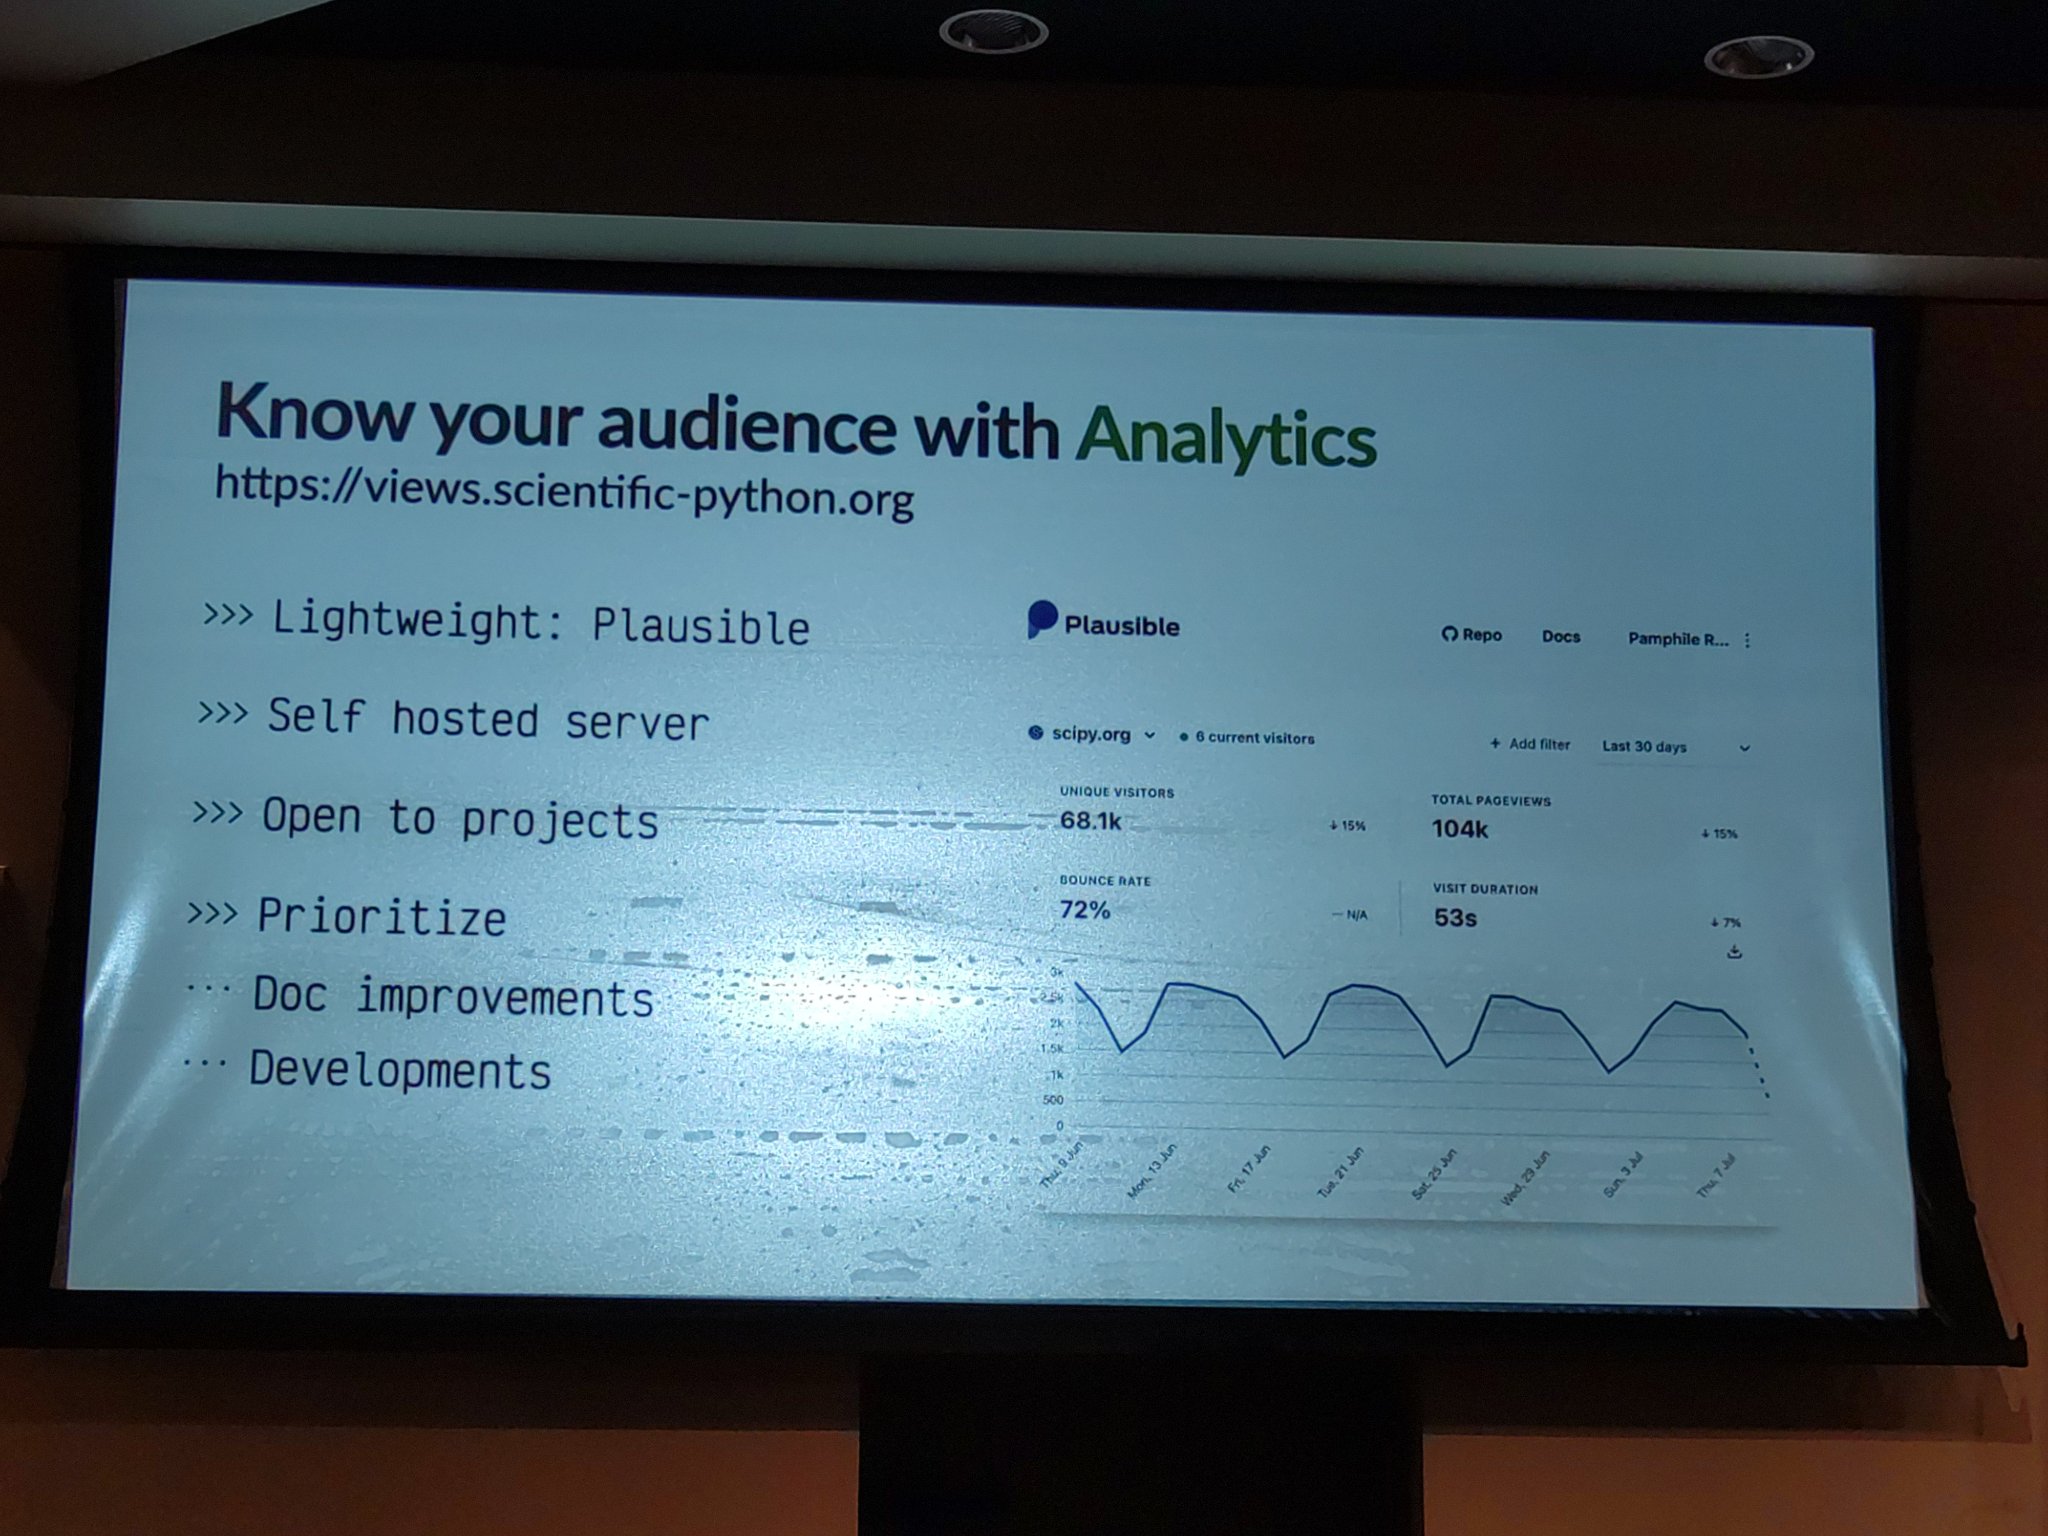 Know your audience with Analytics
https://views.scientific-python.org
>>> Lightweight: Plausible
>>> Self hosted server
>>> Open to projects
>>> Prioritize
... Doc improvements
... Developments
Plausible
Repo Docs Pamphile R...
scipy.org 6 current visitors + Add filter Last 30 days
UNIQUE VISITORS
68.1k ↓ 15%
TOTAL PAGEVIEWS
104k ↓ 15%
BOUNCE RATE
72% — N/A
VISIT DURATION
53s ↓ 7%
3k
2.5k
2k
1.5k
1k
500
0
Thu, 9 Jun Mon, 13 Jun Fri, 17 Jun Tue, 21 Jun Sat, 25 Jun Wed, 29 Jun Sun, 3 Jul Thu, 7 Jul